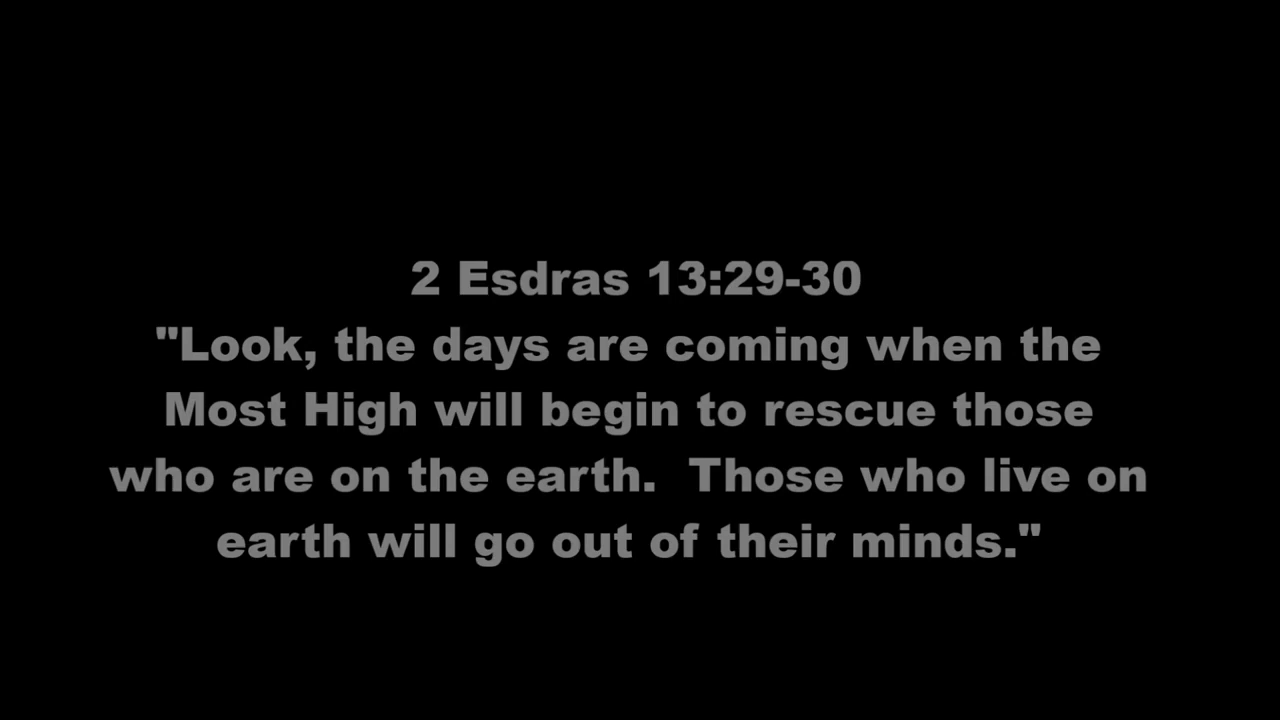 2 Esdras 13:29-30
"Look, the days are coming when the
Most High will begin to rescue those
who are on the earth.  Those who live on
earth will go out of their minds."